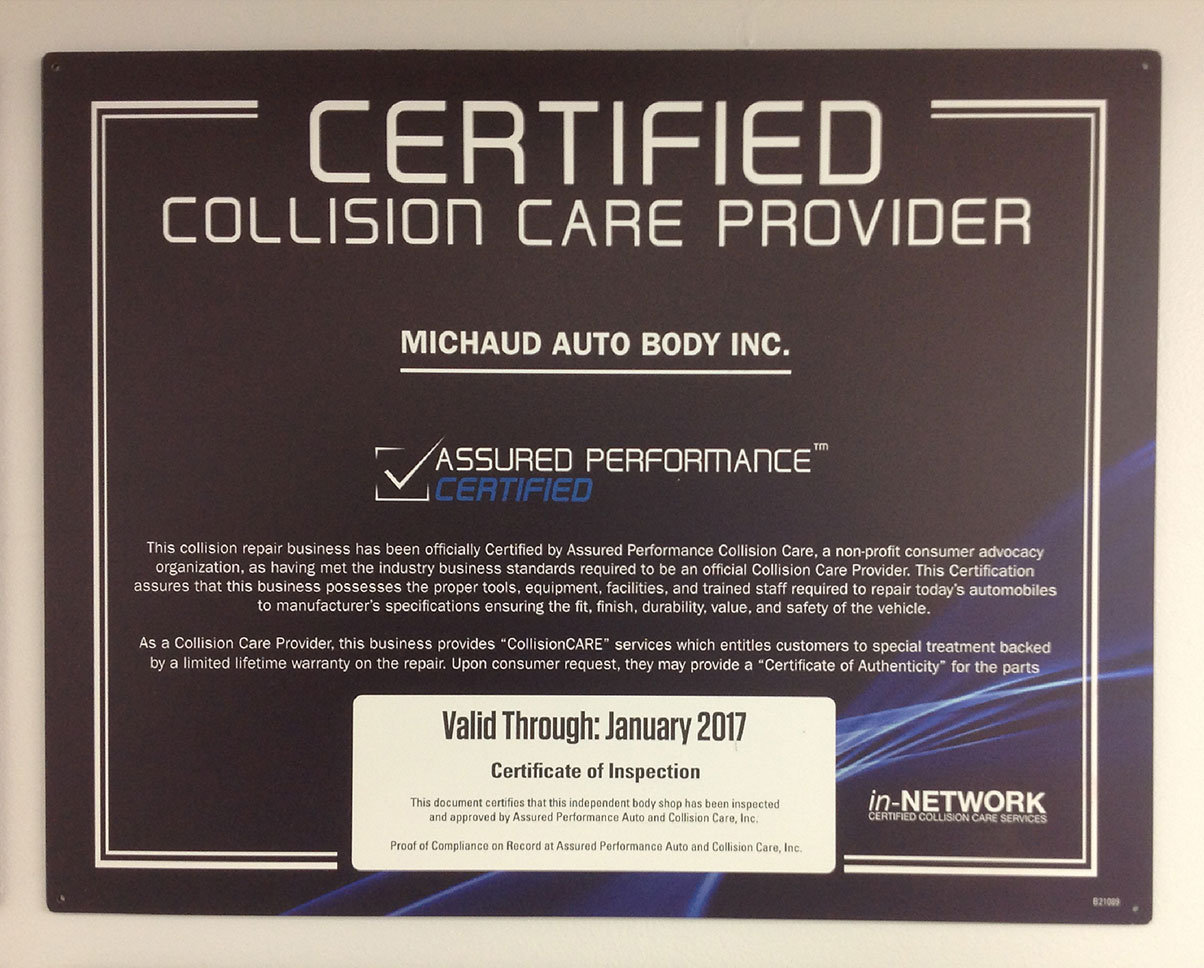 CERTIFIED
COLLISION CARE PROVIDER
MICHAUD AUTO BODY INC.
ASSURED PERFORMANCE™
CERTIFIED
This collision repair business has been officially Certified by Assured Performance Collision Care, a non-profit consumer advocacy
organization, as having met the industry business standards required to be an official Collision Care Provider. This Certification
assures that this business possesses the proper tools, equipment, facilities, and trained staff required to repair today's automobiles
to manufacturer's specifications ensuring the fit, finish, durability, value, and safety of the vehicle.
As a Collision Care Provider, this business provides "CollisionCARE" services which entitles customers to special treatment backed
by a limited lifetime warranty on the repair. Upon consumer request, they may provide a "Certificate of Authenticity" for the parts
Valid Through: January 2017
Certificate of Inspection
This document certifies that this independent body shop has been inspected
and approved by Assured Performance Auto and Collision Care, Inc.
Proof of Compliance on Record at Assured Performance Auto and Collision Care, Inc.
in-NETWORK
CERTIFIED COLLISION CARE SERVICES
B21089